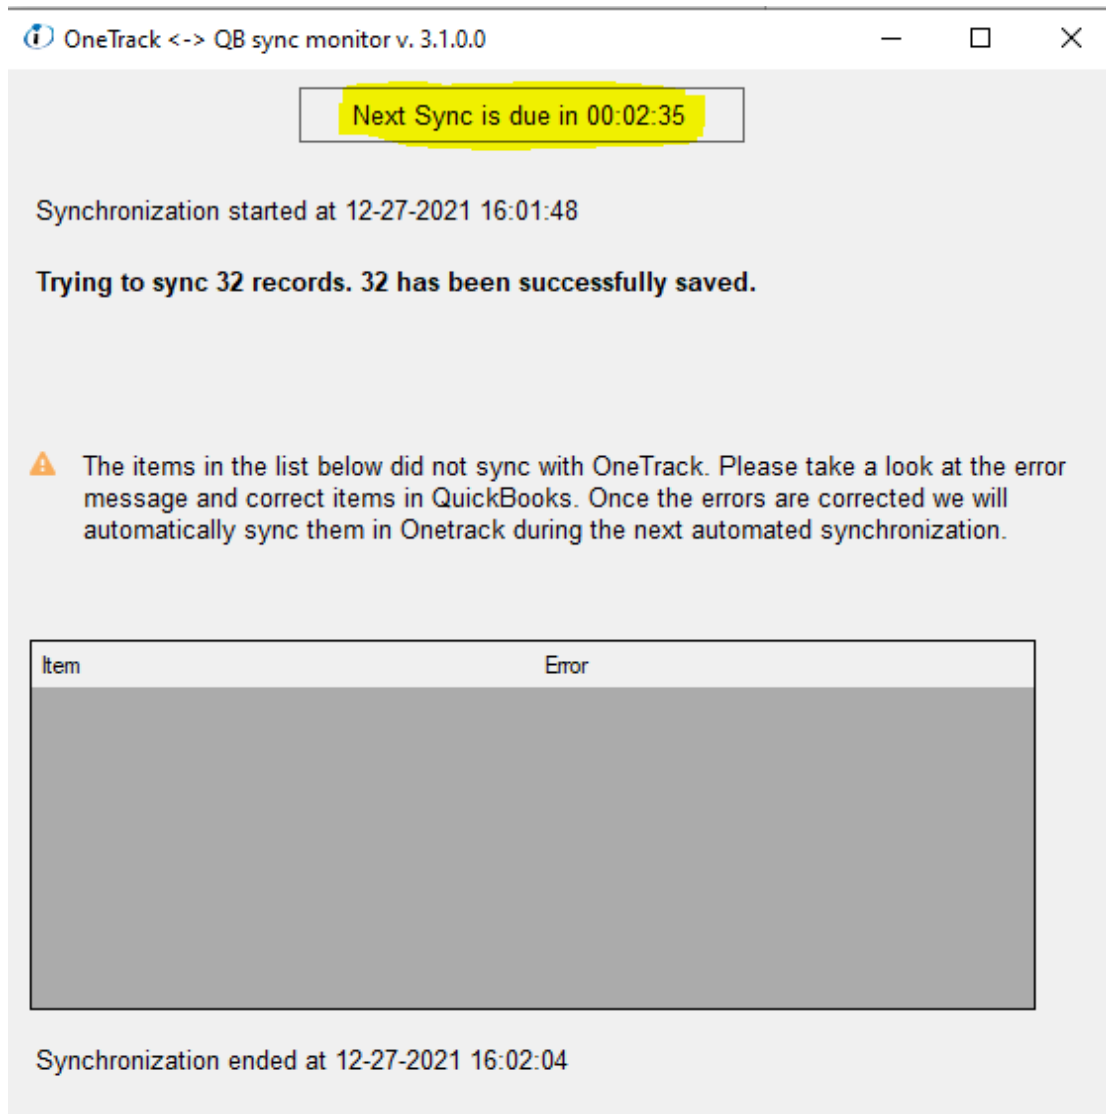 OneTrack <-> QB sync monitor v. 3.1.0.0
Next Sync is due in 00:02:35
Synchronization started at 12-27-2021 16:01:48
Trying to sync 32 records. 32 has been successfully saved.
The items in the list below did not sync with OneTrack. Please take a look at the error
message and correct items in QuickBooks. Once the errors are corrected we will
automatically sync them in Onetrack during the next automated synchronization.
Item Error
Synchronization ended at 12-27-2021 16:02:04